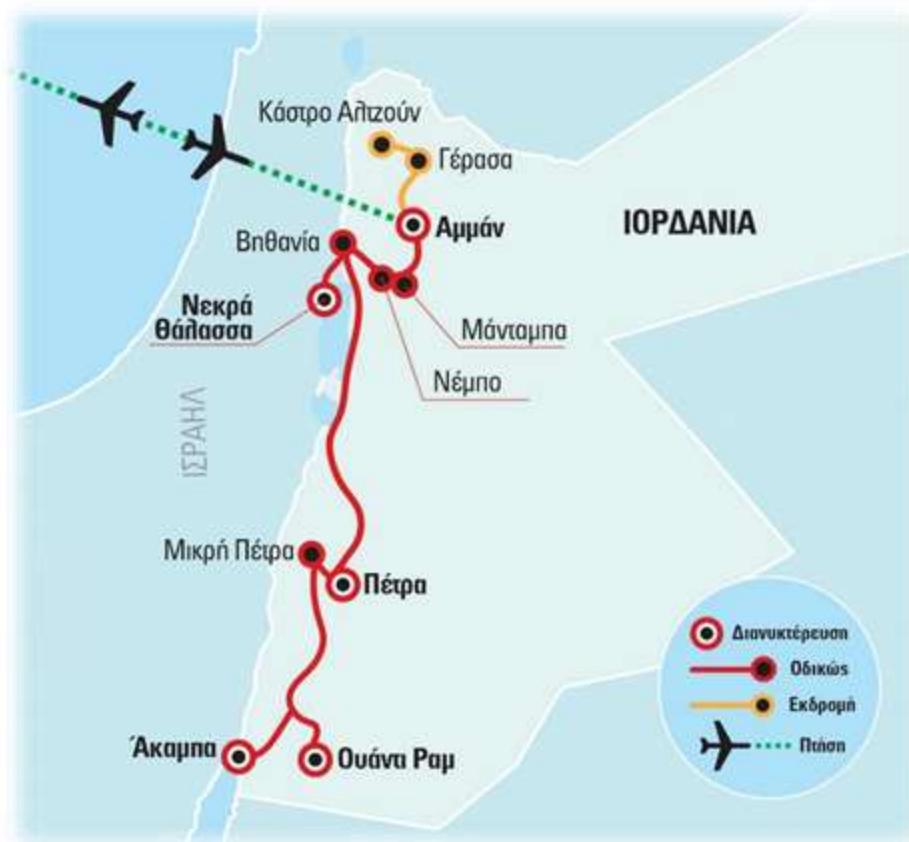 Κάστρο Αλτζούν
Γέρασα
Αμμάν
ΙΟΡΔΑΝΙΑ
Βηθανία
Νεκρά
Θάλασσα
Μάνταμπα
Νέμπο
ΙΣΡΑΗΛ
Μικρή Πέτρα
Πέτρα
Διανυκτέρευση
Οδικώς
Εκδρομή
Πτήση
Άκαμπα
Ουάντι Ραμ